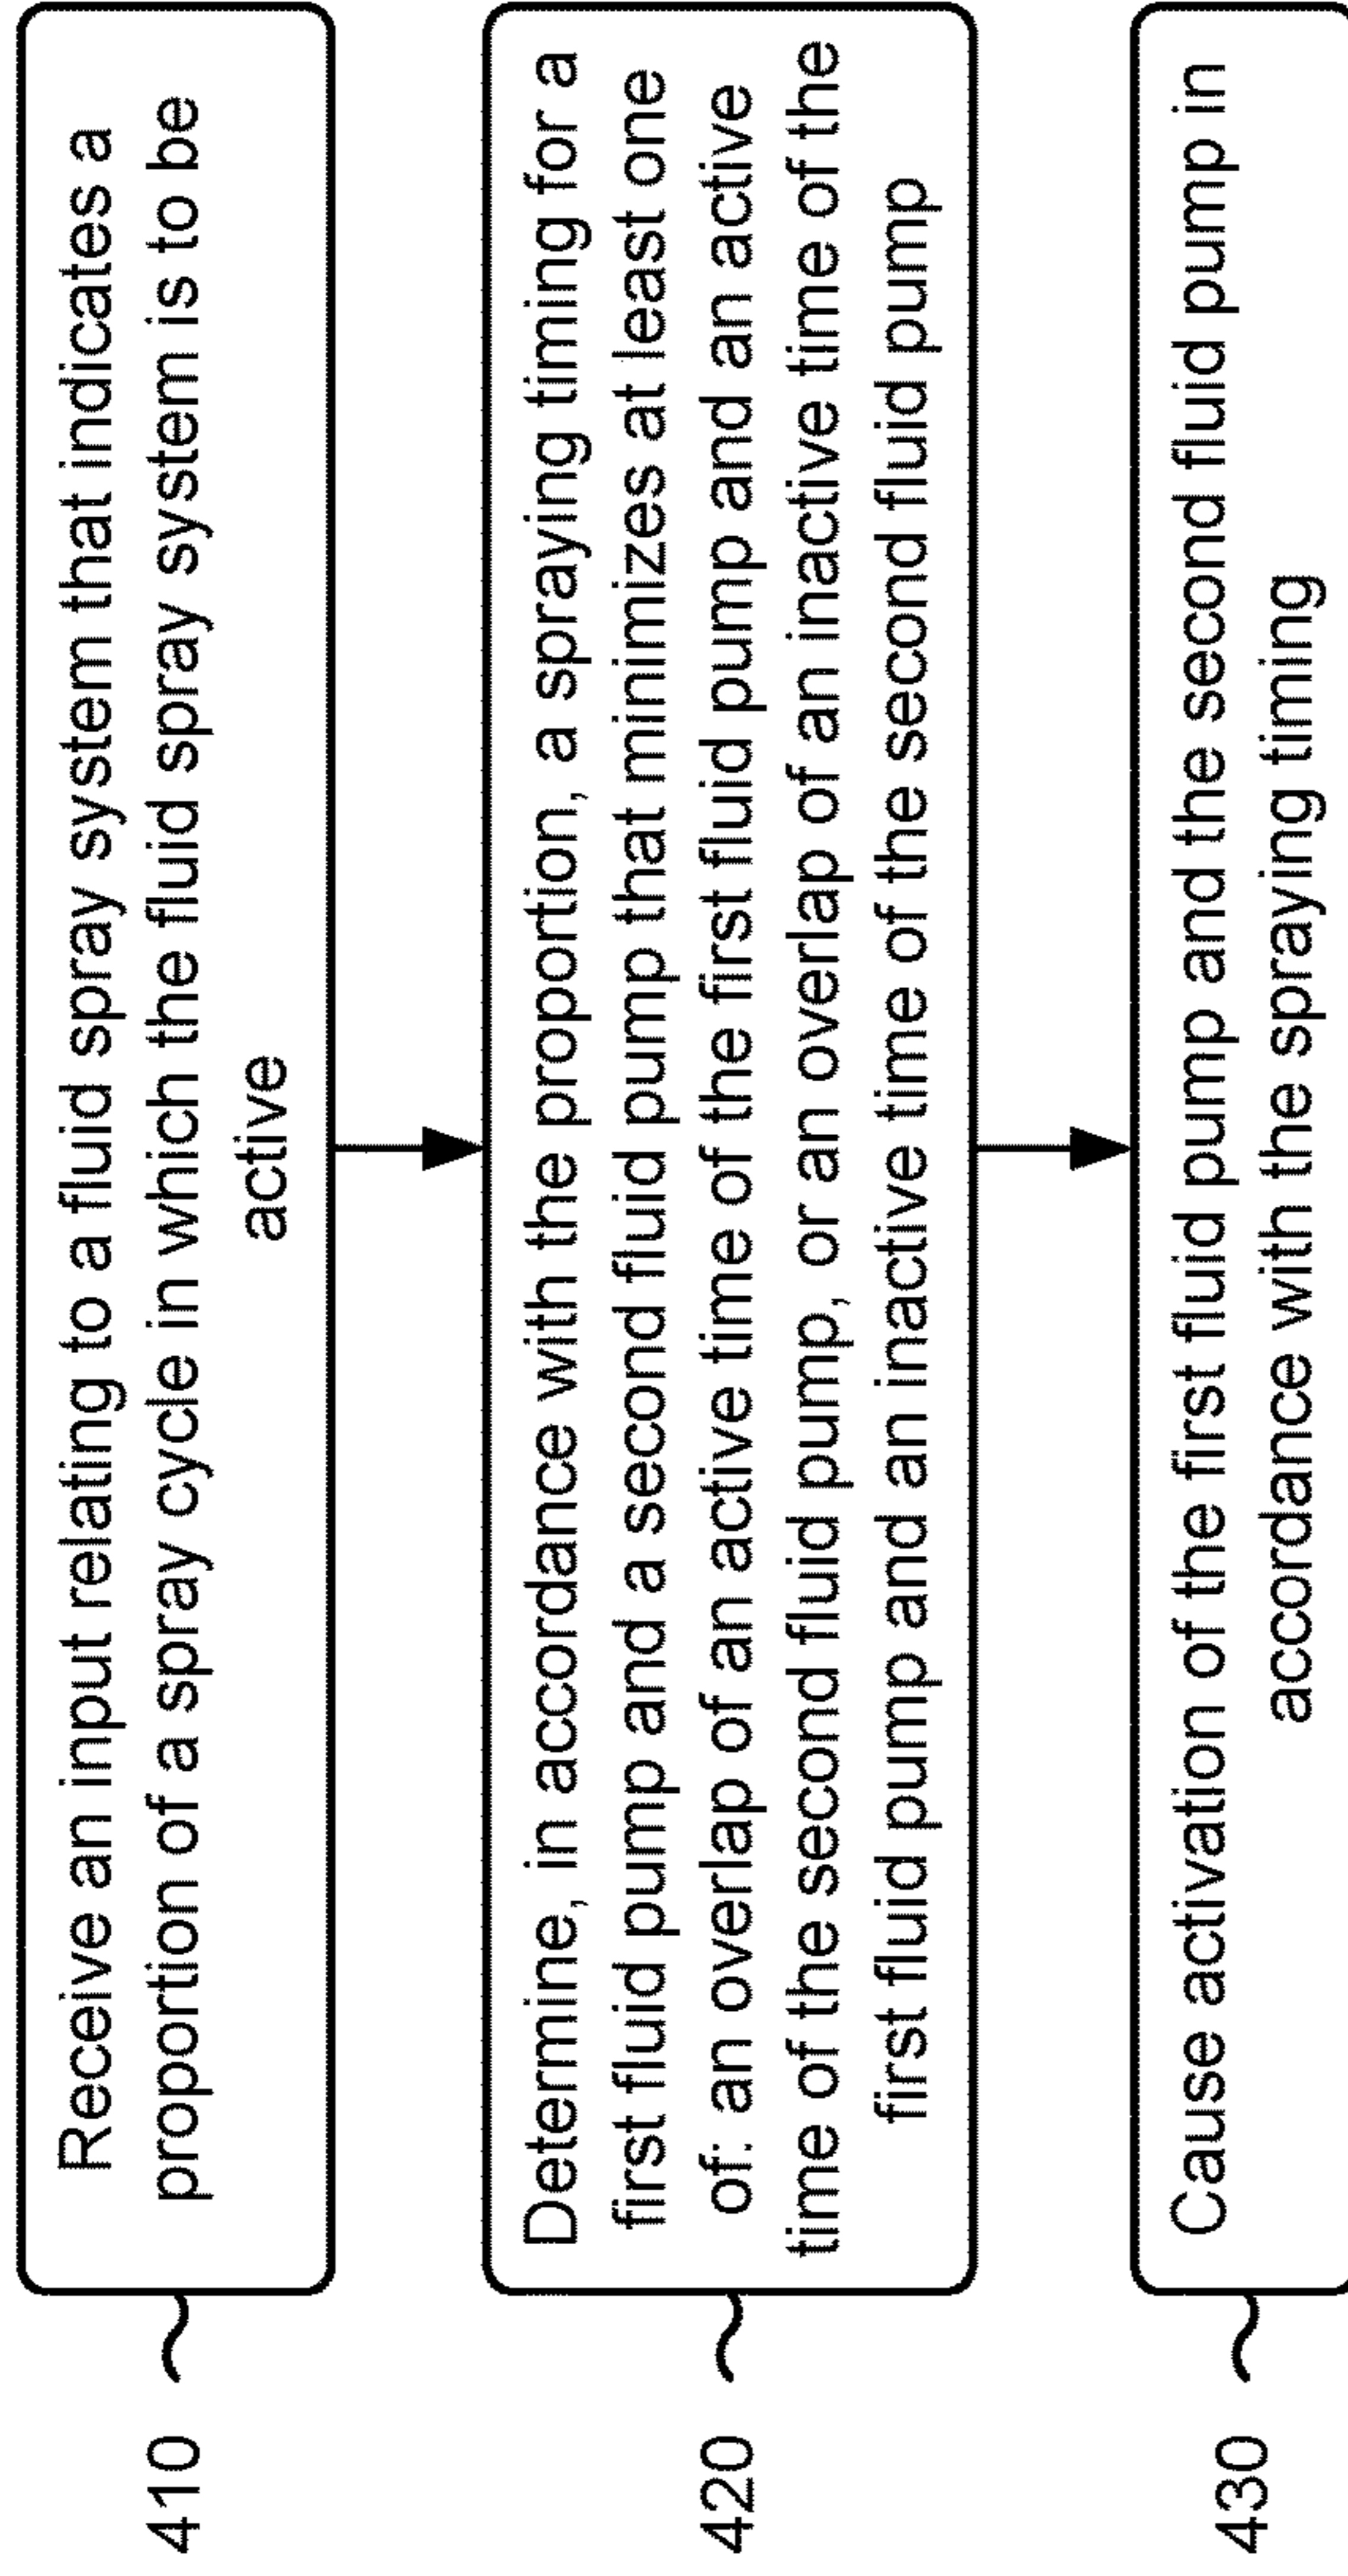 Receive an input relating to a fluid spray system that indicates a
proportion of a spray cycle in which the fluid spray system is to be
active
410
Determine, in accordance with the proportion, a spraying timing for a
first fluid pump and a second fluid pump that minimizes at least one
of: an overlap of an active time of the first fluid pump and an active
time of the second fluid pump, or an overlap of an inactive time of the
first fluid pump and an inactive time of the second fluid pump
420
Cause activation of the first fluid pump and the second fluid pump in
accordance with the spraying timing
430